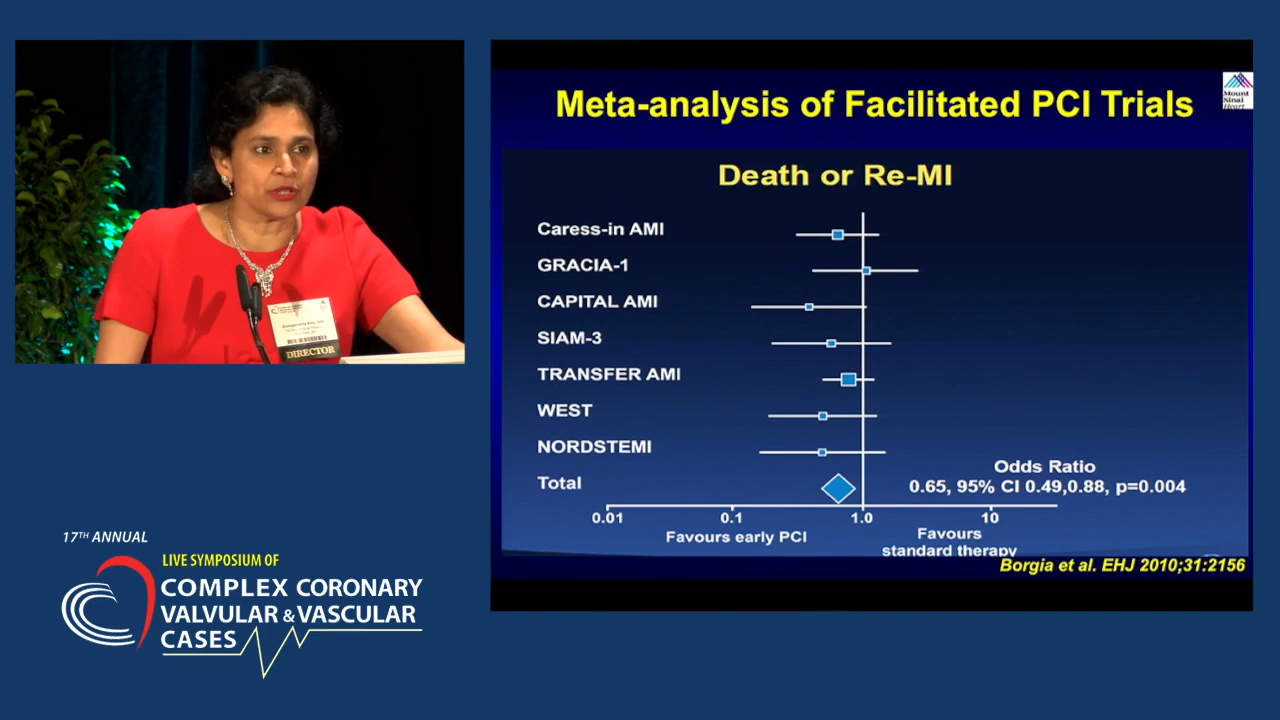 Meta-analysis of Facilitated PCI Trials
Mount
Sinai
Heart
Death or Re-MI
Caress-in AMI
GRACIA-1
CAPITAL AMI
SIAM-3
TRANSFER AMI
WEST
NORDSTEMI
Total
Odds Ratio
0.65, 95% CI 0.49,0.88, p=0.004
0.01 0.1 1.0 10
Favours early PCI
Favours
standard therapy
Borgia et al. EHJ 2010;31:2156
DIRECTOR
17TH ANNUAL
LIVE SYMPOSIUM OF
COMPLEX CORONARY
VALVULAR & VASCULAR
CASES